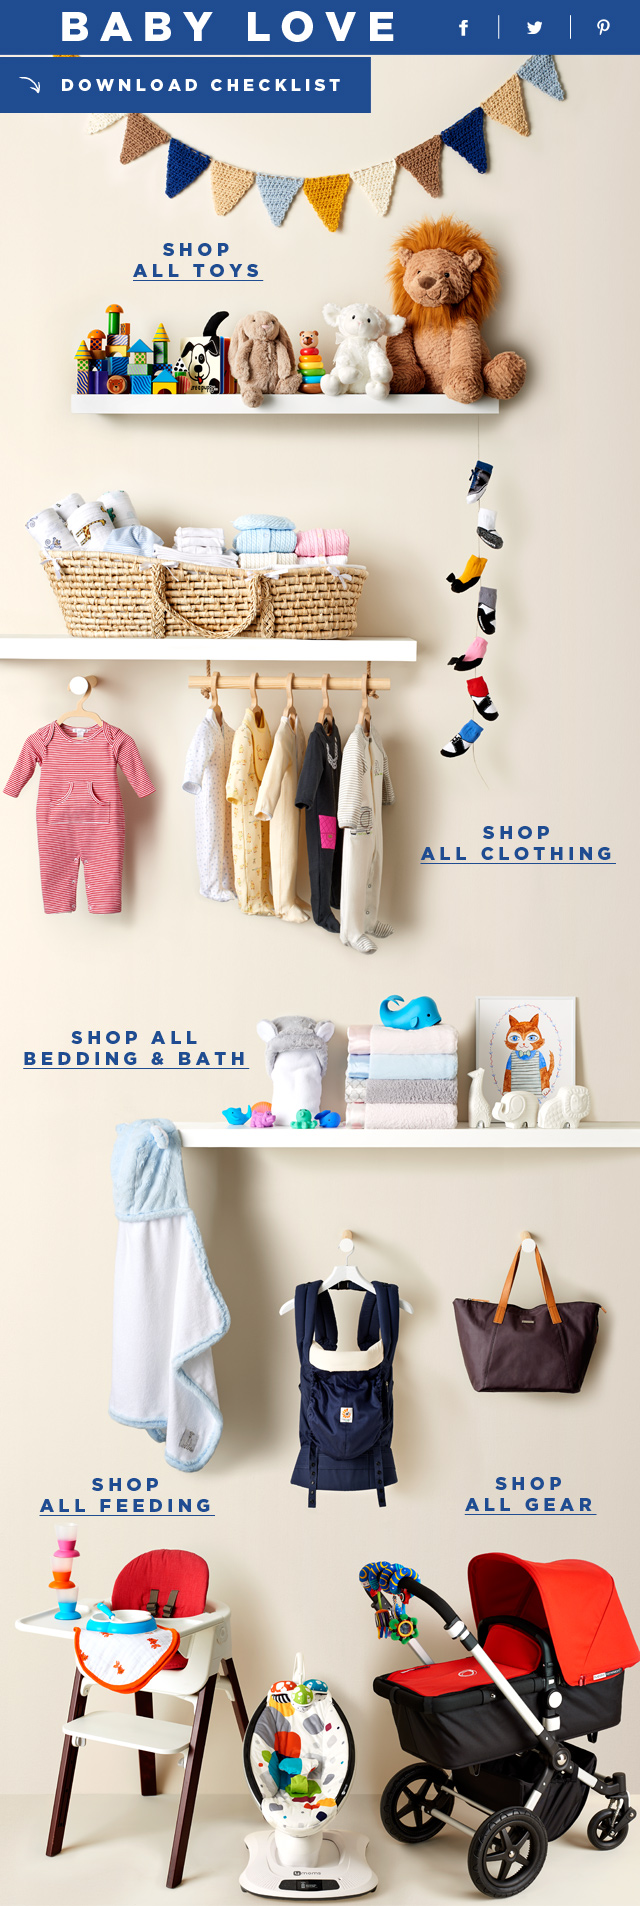 BABY LOVE
DOWNLOAD CHECKLIST
SHOP
ALL TOYS
SHOP
ALL CLOTHING
SHOP ALL
BEDDING & BATH
SHOP
ALL FEEDING
SHOP
ALL GEAR
4moms